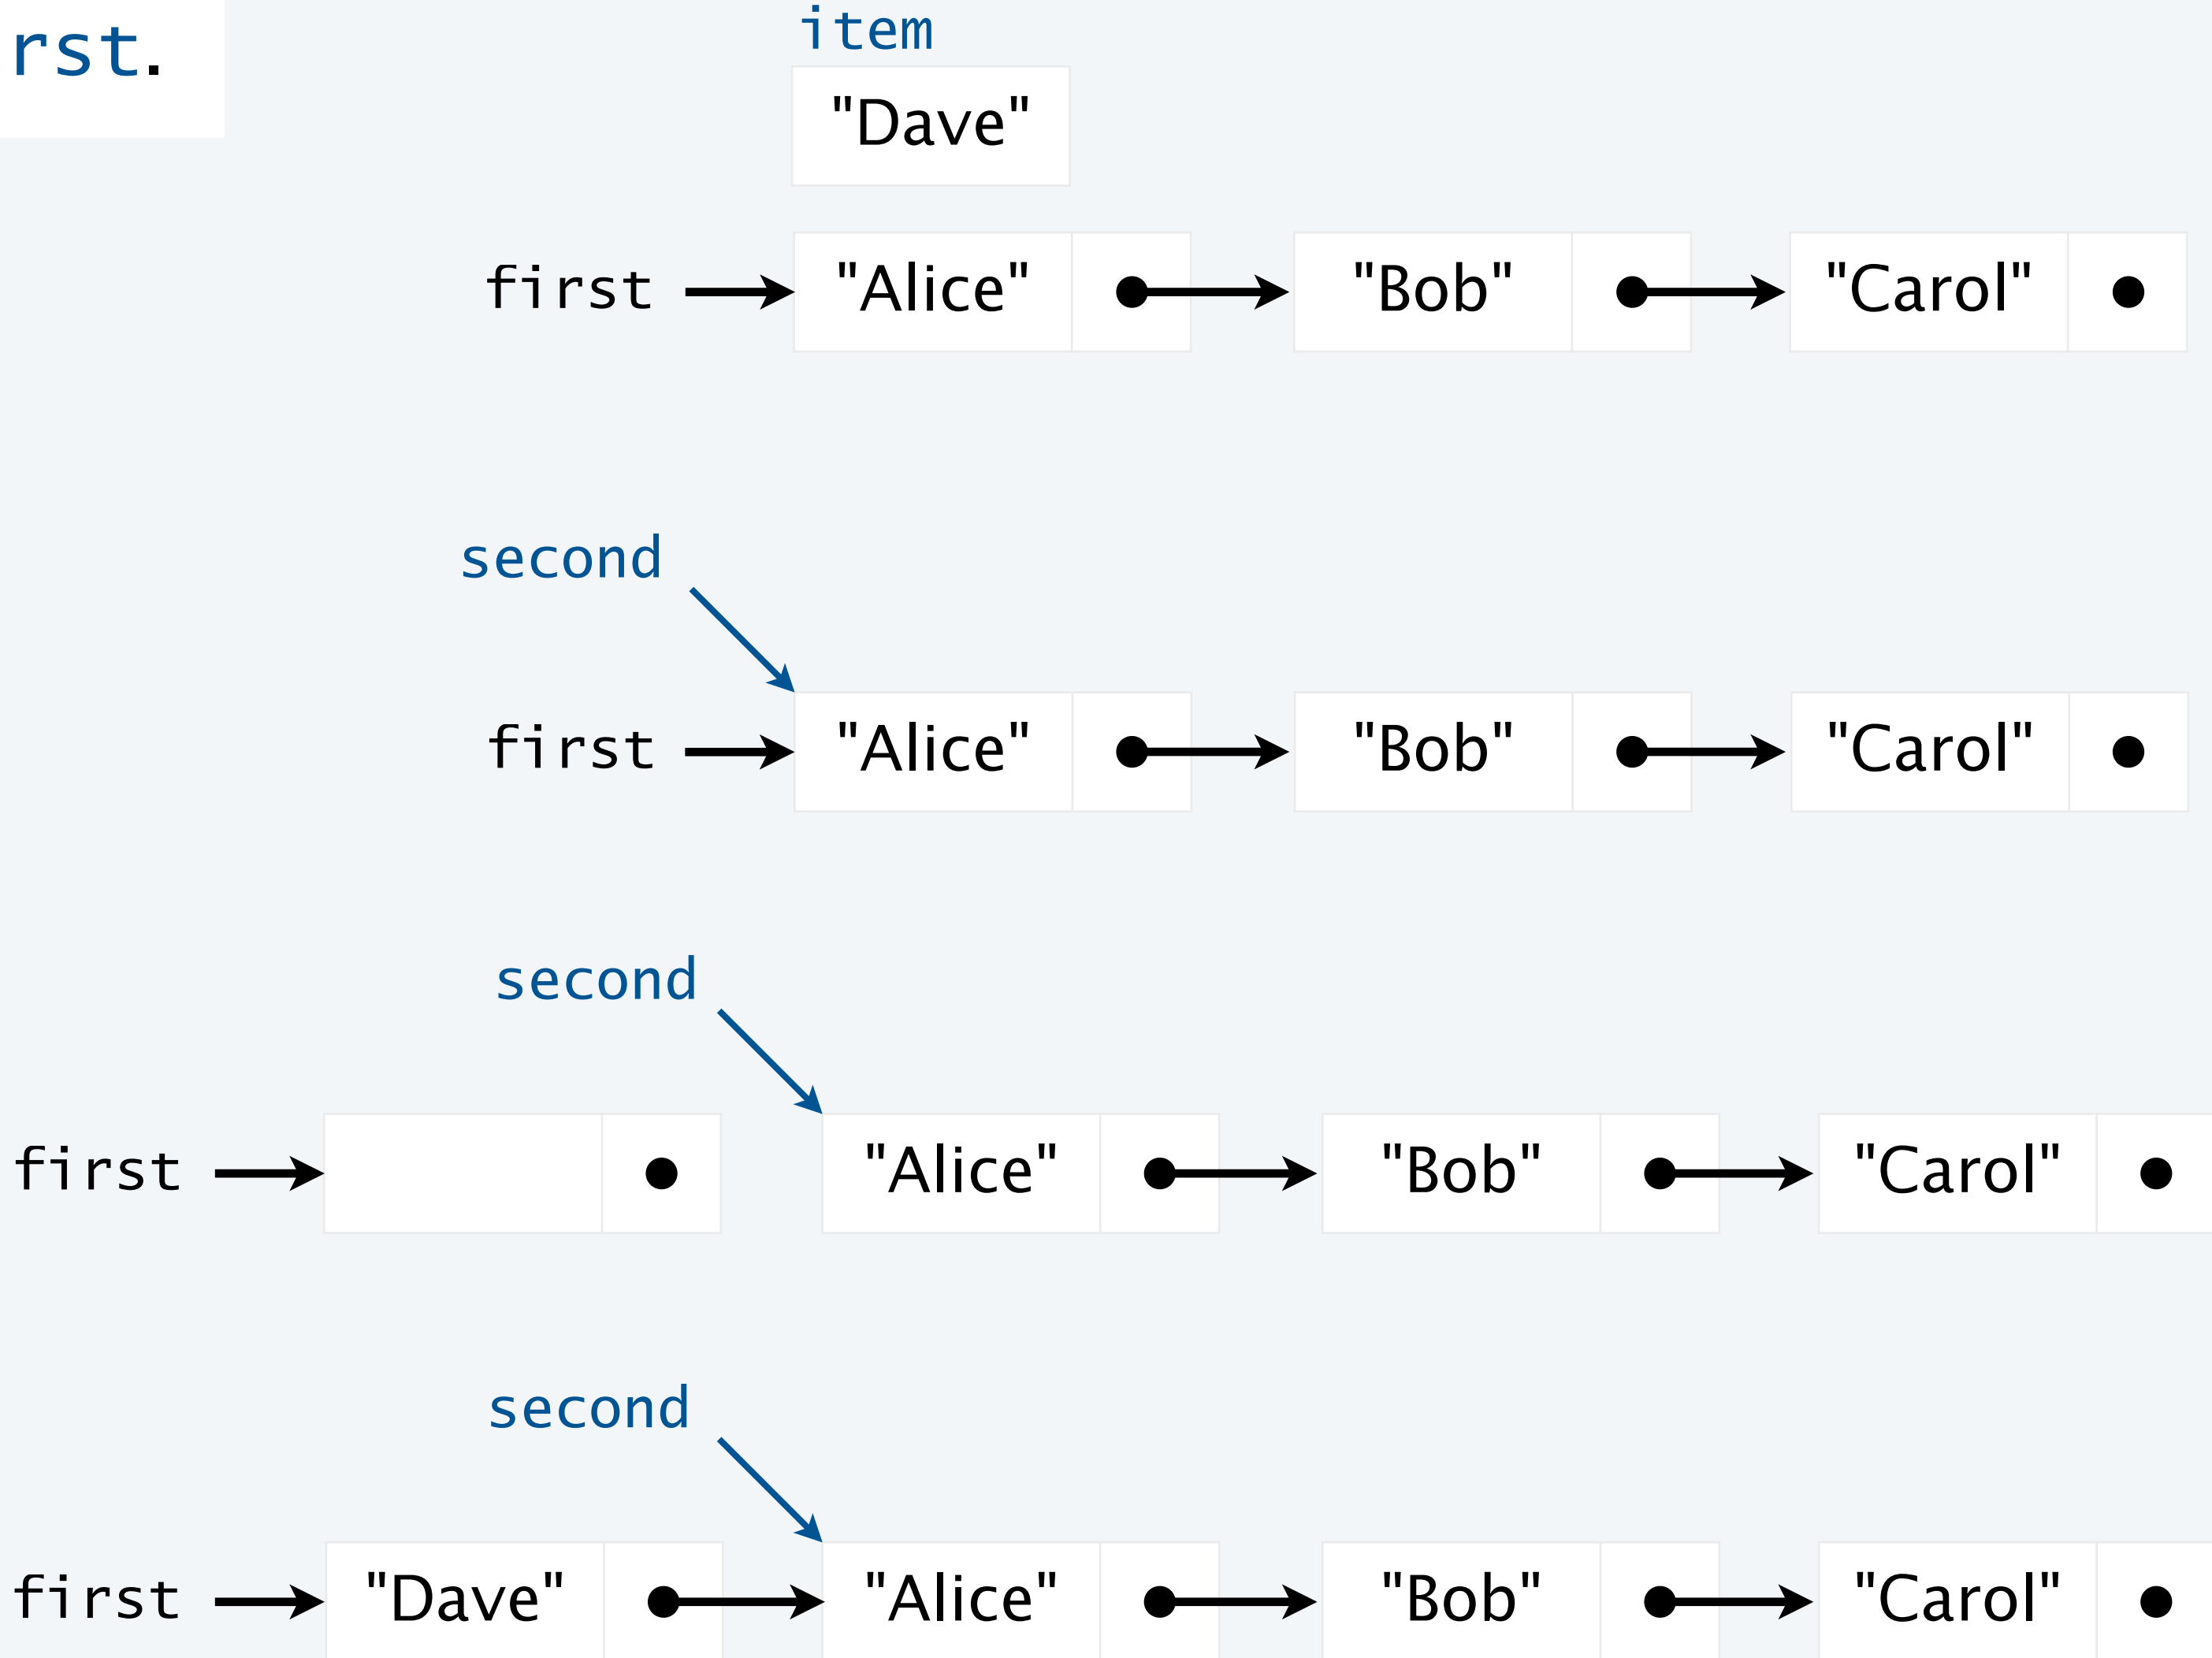 rst.
item
"Dave"
first "Alice" "Bob" "Carol"
second
first "Alice" "Bob" "Carol"
second
first "Alice" "Bob" "Carol"
second
first "Dave" "Alice" "Bob" "Carol"